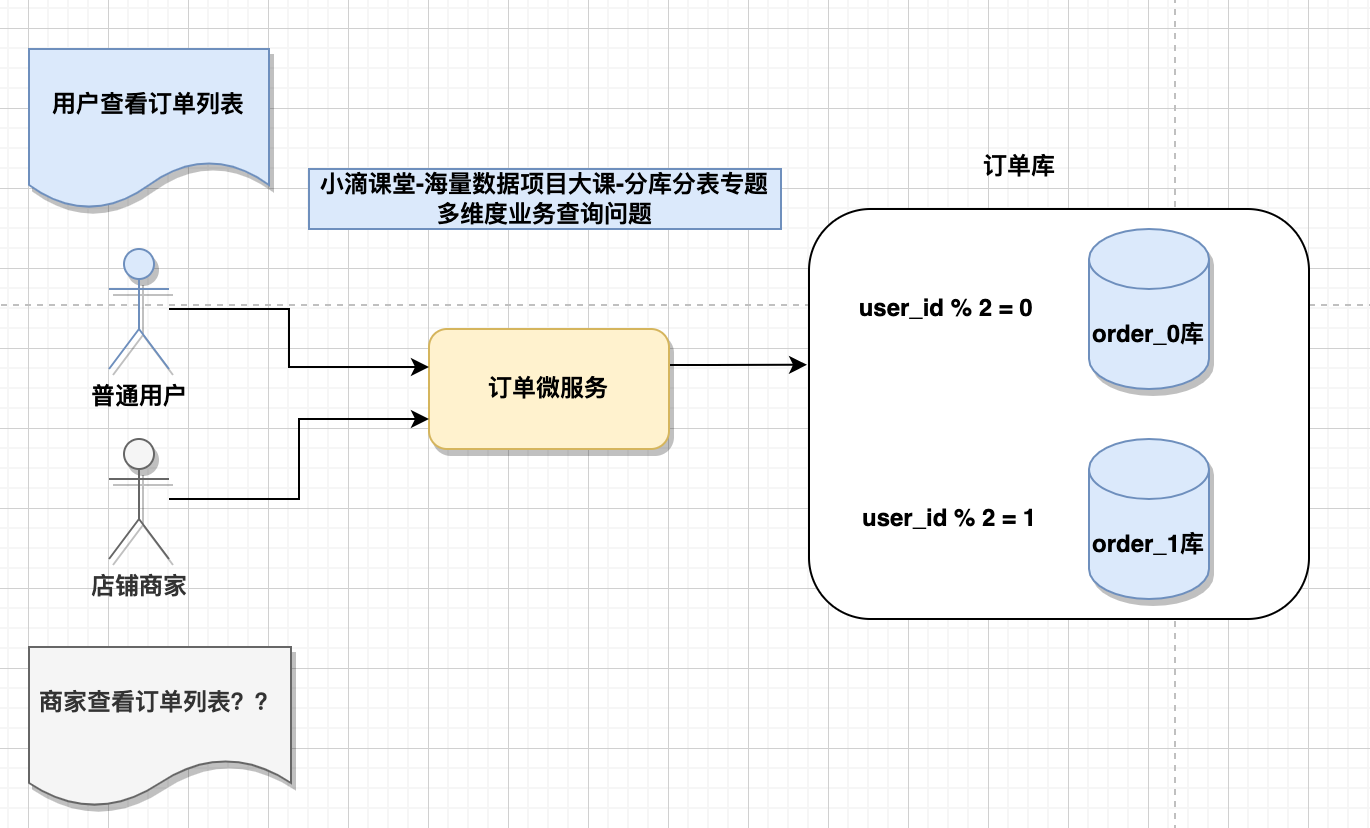 用户查看订单列表
小滴课堂-海量数据项目大课-分库分表专题
多维度业务查询问题
订单库
user_id % 2 = 0
order_0库
普通用户
订单微服务
user_id % 2 = 1
order_1库
店铺商家
商家查看订单列表？？